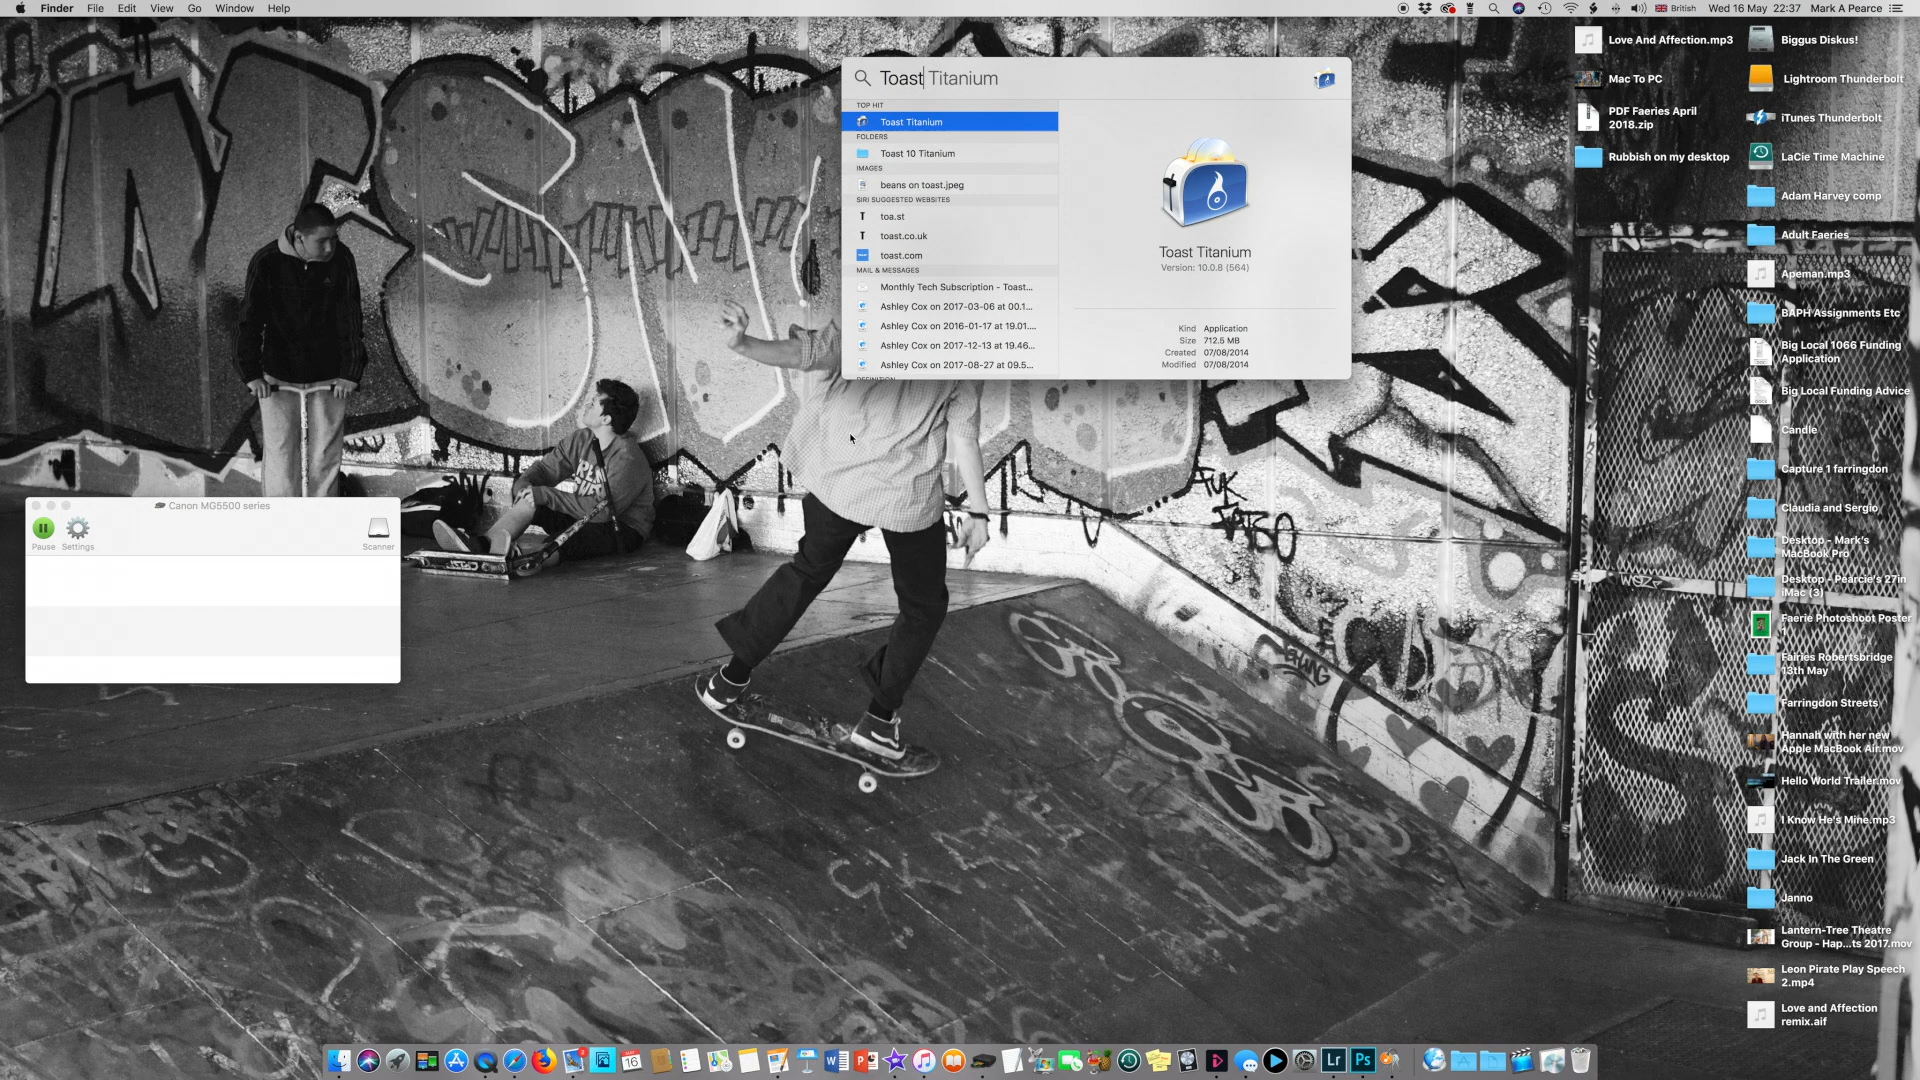 Finder File Edit View Go Window Help
British Wed 16 May 22:37 Mark A Pearce
Toast Titanium
TOP HIT
Toast Titanium
FOLDERS
Toast 10 Titanium
IMAGES
beans on toast.jpeg
SIRI SUGGESTED WEBSITES
toa.st
toast.co.uk
toast.com
MAIL & MESSAGES
Monthly Tech Subscription - Toast...
Ashley Cox on 2017-03-06 at 00.1...
Ashley Cox on 2016-01-17 at 19.01....
Ashley Cox on 2017-12-13 at 19.46...
Ashley Cox on 2017-08-27 at 09.5...
DEFINITION
Toast Titanium
Version: 10.0.8 (564)
Kind Application
Size 712.5 MB
Created 07/08/2014
Modified 07/08/2014
Canon MG5500 series
Pause Settings Scanner
Love And Affection.mp3
Mac To PC
PDF Faeries April
2018.zip
Rubbish on my desktop
Biggus Diskus!
Lightroom Thunderbolt
iTunes Thunderbolt
LaCie Time Machine
Adam Harvey comp
Adult Faeries
Apeman.mp3
BAPH Assignments Etc
Big Local 1066 Funding
Application
Big Local Funding Advice
Candle
Capture 1 farringdon
Claudia and Sergio
Desktop - Mark's
MacBook Pro
Desktop - Pearcie's 27in
iMac (3)
Faerie Photoshoot Poster
1
Fairies Robertsbridge
13th May
Farringdon Streets
Hannah with her new
Apple MacBook Air.mov
Hello World Trailer.mov
I Know He's Mine.mp3
Jack In The Green
Janno
Lantern-Tree Theatre
Group - Hap...ts 2017.mov
Leon Pirate Play Speech
2.mp4
Love and Affection
remix.aif
16
Lr
Ps